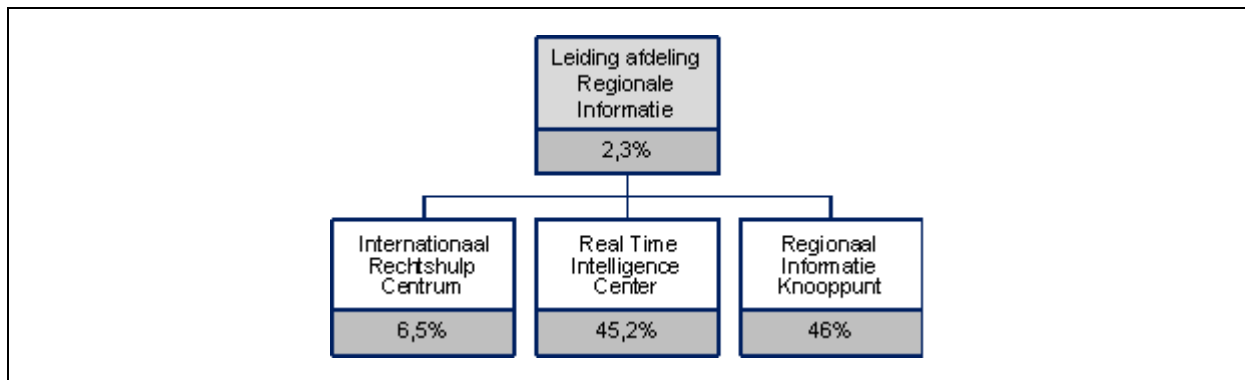 Leiding afdeling
Regionale
Informatie
2,3%
Internationaal
Rechtshulp
Centrum
6,5%
Real Time
Intelligence
Center
45,2%
Regionaal
Informatie
Knooppunt
46%